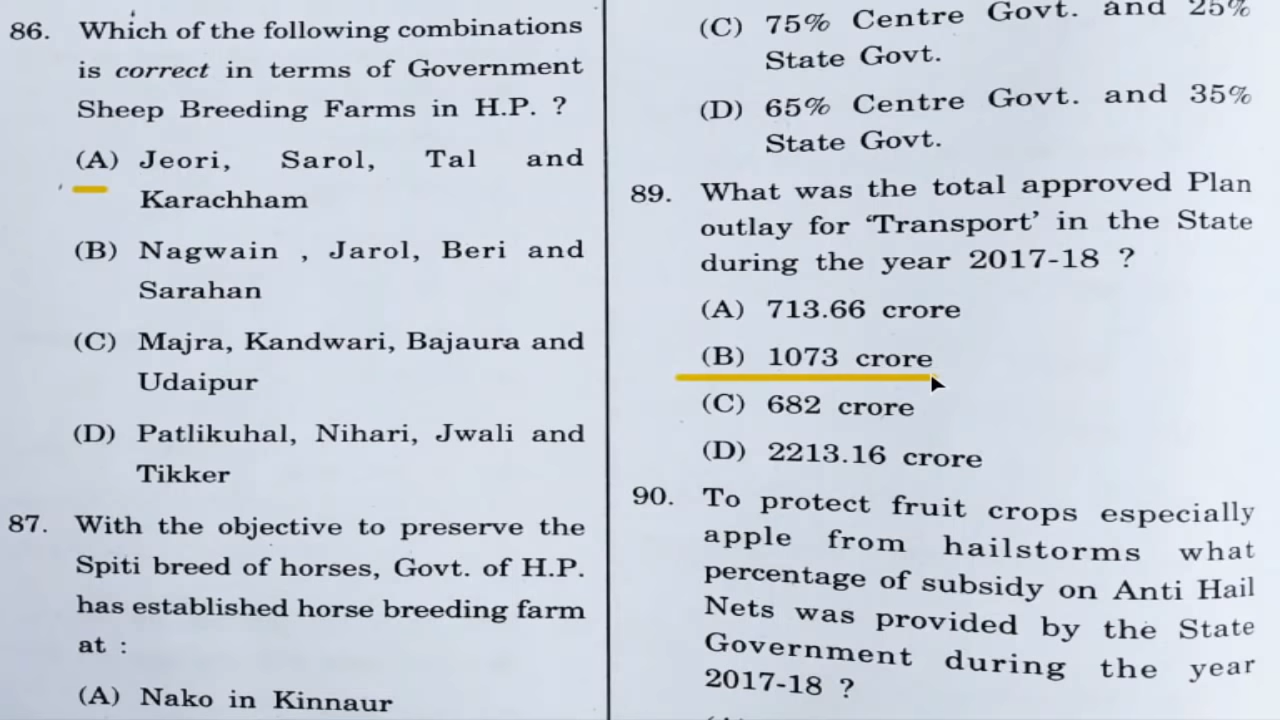 86. Which of the following combinations
is correct in terms of Government
Sheep Breeding Farms in H.P. ?
(A) Jeori, Sarol, Tal and
Karachham
(B) Nagwain , Jarol, Beri and
Sarahan
(C) Majra, Kandwari, Bajaura and
Udaipur
(D) Patlikuhal, Nihari, Jwali and
Tikker
87. With the objective to preserve the
Spiti breed of horses, Govt. of H.P.
has established horse breeding farm
at :
(A) Nako in Kinnaur
(C) 75% Centre Govt. and 25%
State Govt.
(D) 65% Centre Govt. and 35%
State Govt.
89. What was the total approved Plan
outlay for ‘Transport’ in the State
during the year 2017-18 ?
(A) 713.66 crore
(B) 1073 crore
(C) 682 crore
(D) 2213.16 crore
90. To protect fruit crops especially
apple from hailstorms what
percentage of subsidy on Anti Hail
Nets was provided by the State
Government during the year
2017-18 ?